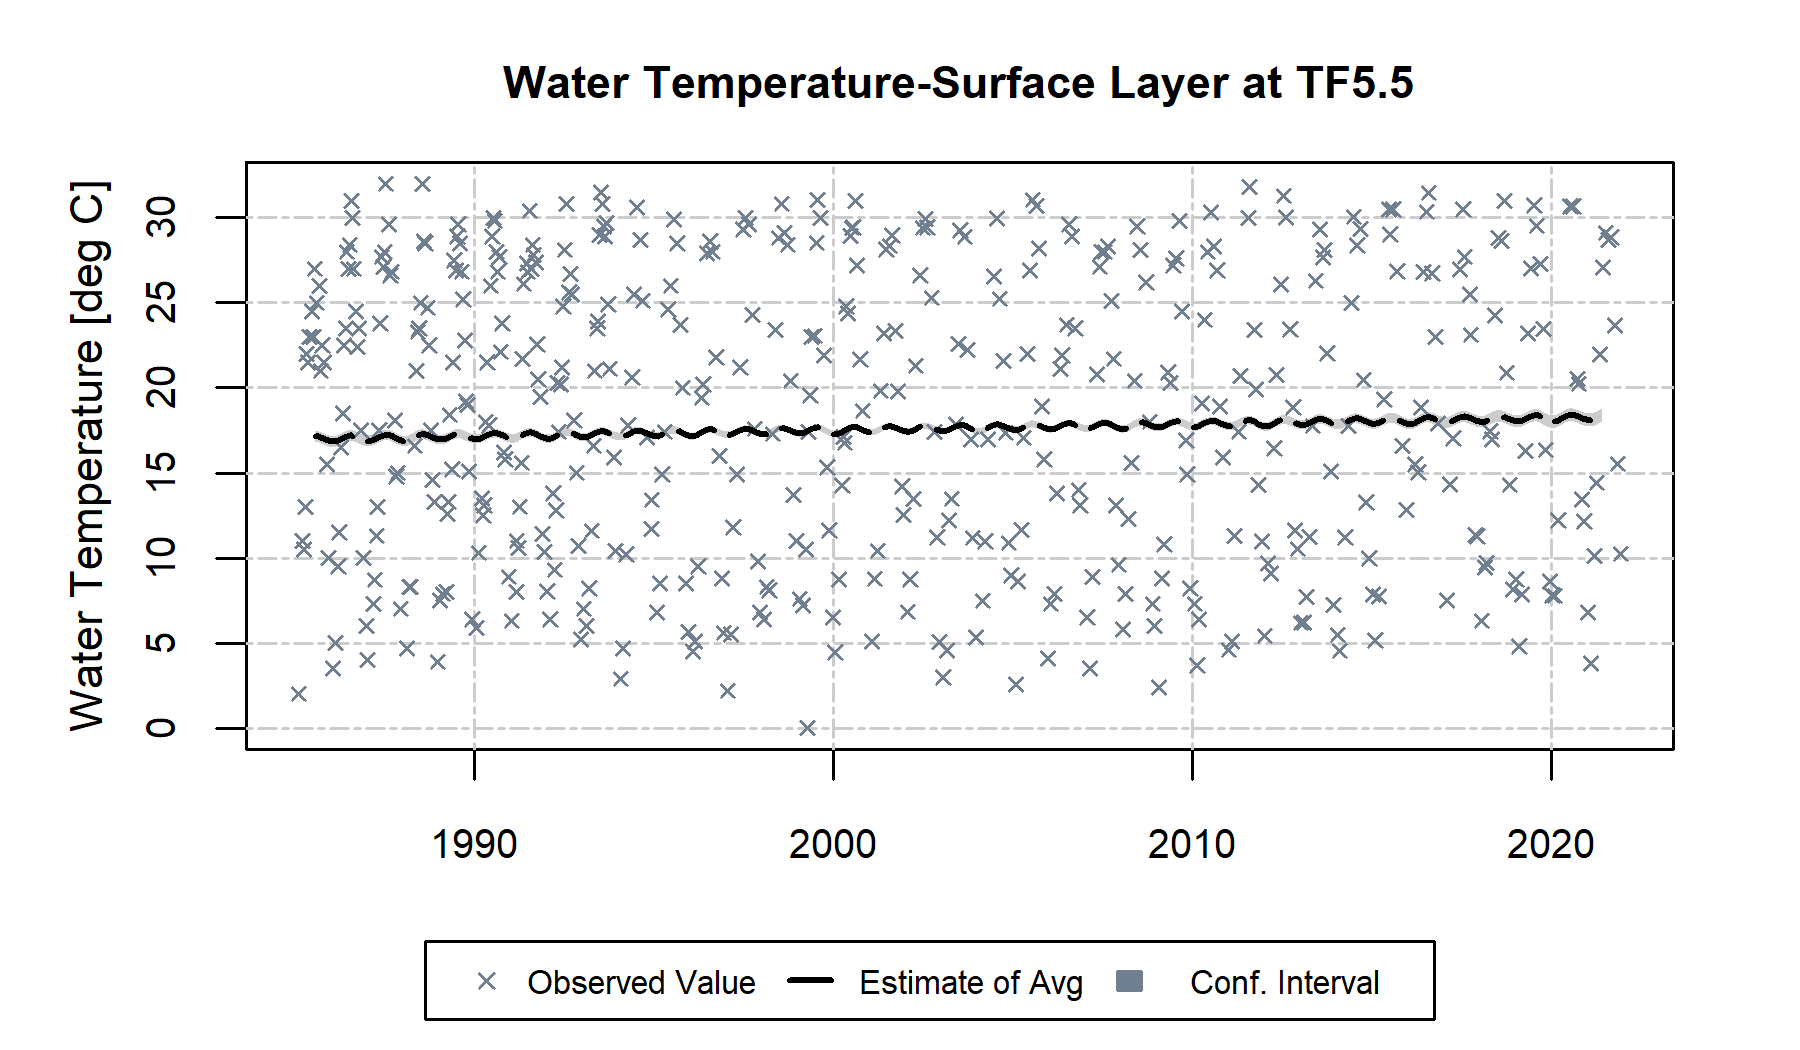 Water Temperature-Surface Layer at TF5.5
Water Temperature [deg C]
30
25
20
15
10
5
0
1990 2000 2010 2020
Observed Value Estimate of Avg Conf. Interval